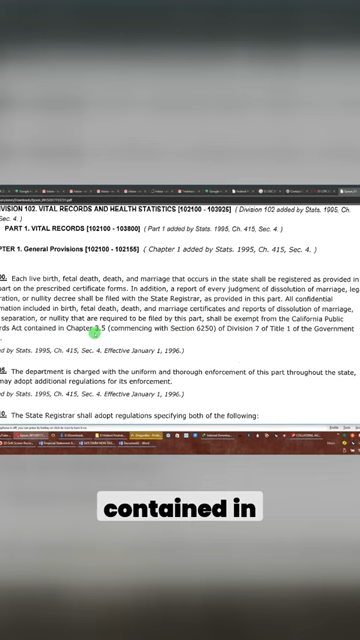 VISION 102. VITAL RECORDS AND HEALTH STATISTICS [102100 - 103925] ( Division 102 added by Stats. 1995, Ch.
Sec. 4. )
PART 1. VITAL RECORDS [102100 - 103800] ( Part 1 added by Stats. 1995, Ch. 415, Sec. 4. )
PTER 1. General Provisions [102100 - 102155] ( Chapter 1 added by Stats. 1995, Ch. 415, Sec. 4. )
00. Each live birth, fetal death, death, and marriage that occurs in the state shall be registered as provided in
part on the prescribed certificate forms. In addition, a report of every judgment of dissolution of marriage, lega
ration, or nullity decree shall be filed with the State Registrar, as provided in this part. All confidential
mation included in birth, fetal death, death, and marriage certificates and reports of dissolution of marriage,
separation, or nullity that are required to be filed by this part, shall be exempt from the California Public
rds Act contained in Chapter 3.5 (commencing with Section 6250) of Division 7 of Title 1 of the Government
ed by Stats. 1995, Ch. 415, Sec. 4. Effective January 1, 1996.)
05. The department is charged with the uniform and thorough enforcement of this part throughout the state,
may adopt additional regulations for its enforcement.
ed by Stats. 1995, Ch. 415, Sec. 4. Effective January 1, 1996.)
10. The State Registrar shall adopt regulations specifying both of the following:
contained in